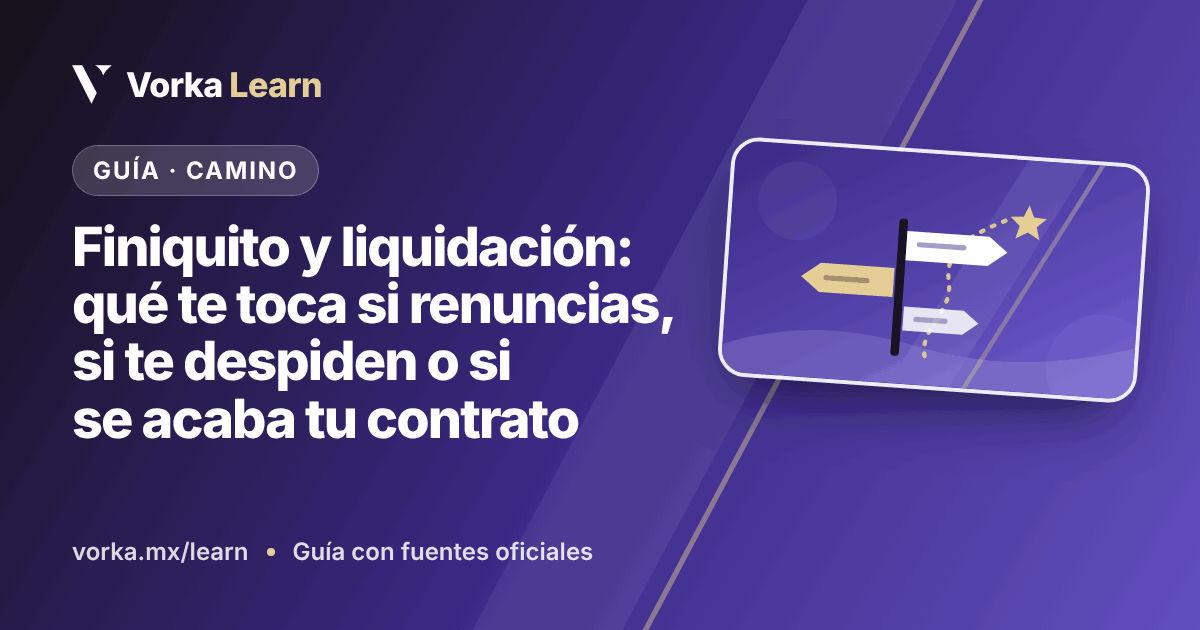 Vorka Learn
GUÍA · CAMINO
Finiquito y liquidación:
qué te toca si renuncias,
si te despiden o si
se acaba tu contrato
vorka.mx/learn • Guía con fuentes oficiales